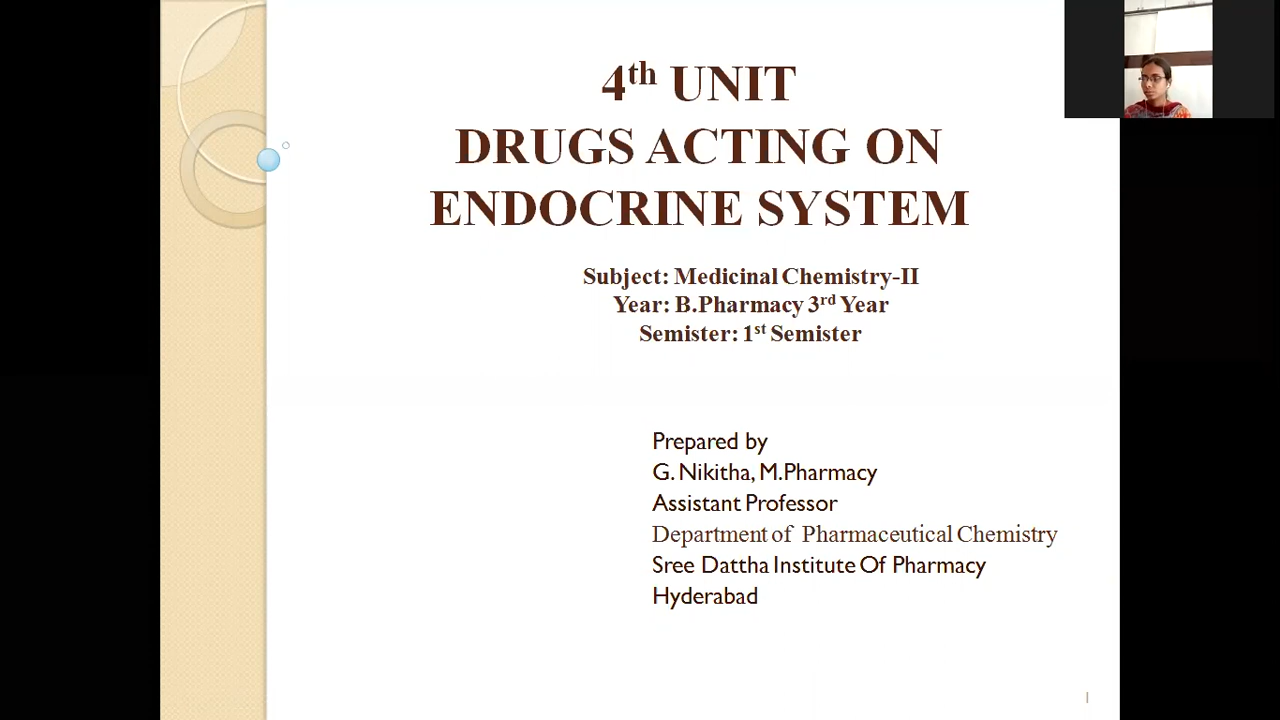 4th UNIT
DRUGS ACTING ON
ENDOCRINE SYSTEM
Subject: Medicinal Chemistry-II
Year: B.Pharmacy 3rd Year
Semister: 1st Semister
Prepared by
G. Nikitha, M.Pharmacy
Assistant Professor
Department of Pharmaceutical Chemistry
Sree Dattha Institute Of Pharmacy
Hyderabad
1